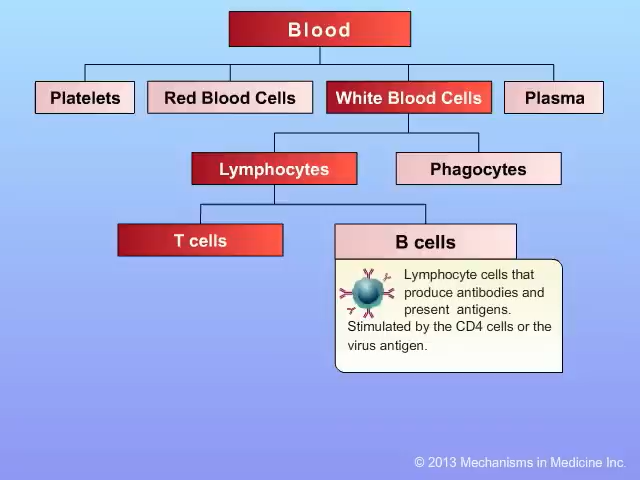 Blood
Platelets
Red Blood Cells
White Blood Cells
Plasma
Lymphocytes
Phagocytes
T cells
B cells
Lymphocyte cells that
produce antibodies and
present antigens.
Stimulated by the CD4 cells or the
virus antigen.
© 2013 Mechanisms in Medicine Inc.